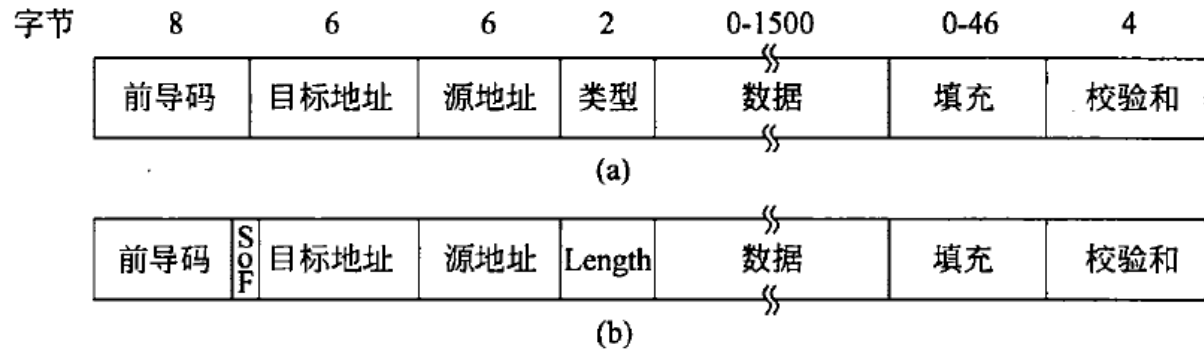 字节 8 6 6 2 0-1500 0-46 4
前导码 目标地址 源地址 类型 数据 填充 校验和
(a)
前导码 SoF 目标地址 源地址 Length 数据 填充 校验和
(b)